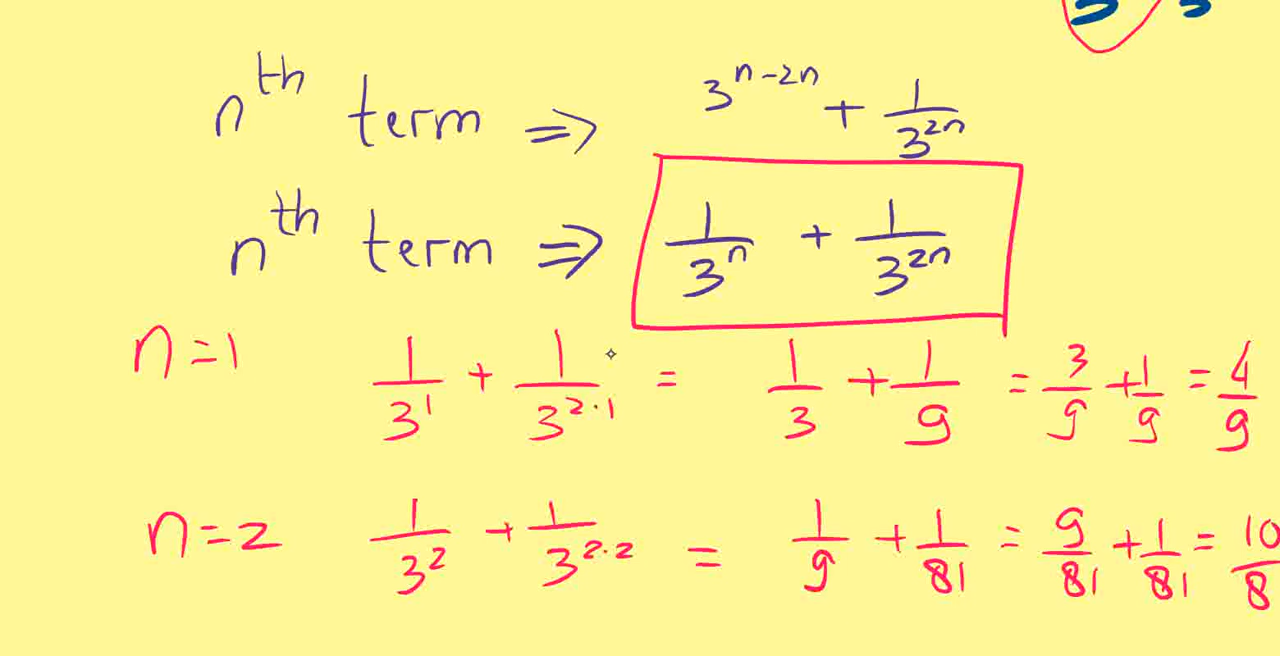 nth term ⇒ 3^(n-2n) + 1/3^(2n)
nth term ⇒ 1/3^n + 1/3^(2n)
n=1 1/3^1 + 1/3^(2·1) = 1/3 + 1/9 = 3/9 + 1/9 = 4/9
n=2 1/3^2 + 1/3^(2·2) = 1/9 + 1/81 = 9/81 + 1/81 = 10/8